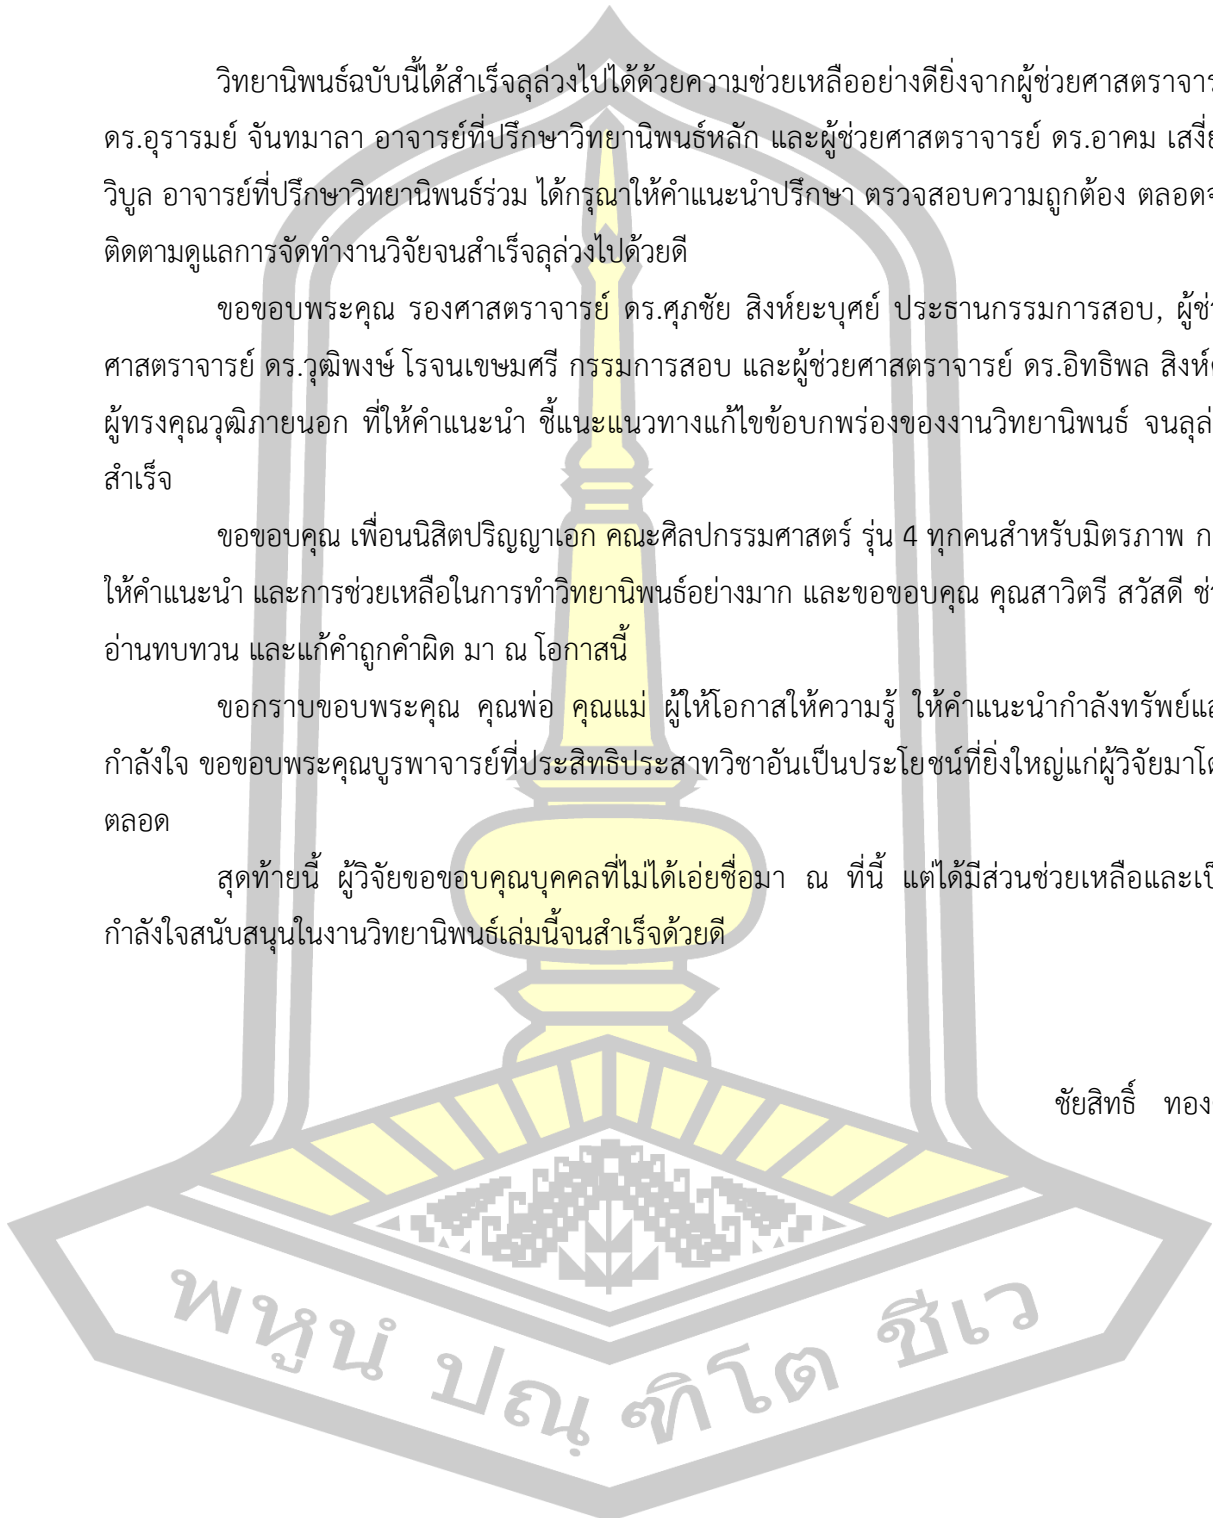 วิทยานิพนธ์ฉบับนี้ได้สำเร็จลุล่วงไปได้ด้วยความช่วยเหลืออย่างดียิ่งจากผู้ช่วยศาสตราจาร
ดร.อุรารมย์ จันทมาลา อาจารย์ที่ปรึกษาวิทยานิพนธ์หลัก และผู้ช่วยศาสตราจารย์ ดร.อาคม เสงี่ย
วิบูล อาจารย์ที่ปรึกษาวิทยานิพนธ์ร่วม ได้กรุณาให้คำแนะนำปรึกษา ตรวจสอบความถูกต้อง ตลอดจ
ติดตามดูแลการจัดทำงานวิจัยจนสำเร็จลุล่วงไปด้วยดี
ขอขอบพระคุณ รองศาสตราจารย์ ดร.ศุภชัย สิงห์ยะบุศย์ ประธานกรรมการสอบ, ผู้ช่ว
ศาสตราจารย์ ดร.วุฒิพงษ์ โรจนเขษมศรี กรรมการสอบ และผู้ช่วยศาสตราจารย์ ดร.อิทธิพล สิงห์ค
ผู้ทรงคุณวุฒิภายนอก ที่ให้คำแนะนำ ชี้แนะแนวทางแก้ไขข้อบกพร่องของงานวิทยานิพนธ์ จนลุล่ว
สำเร็จ
ขอขอบคุณ เพื่อนนิสิตปริญญาเอก คณะศิลปกรรมศาสตร์ รุ่น 4 ทุกคนสำหรับมิตรภาพ กา
ให้คำแนะนำ และการช่วยเหลือในการทำวิทยานิพนธ์อย่างมาก และขอขอบคุณ คุณสาวิตรี สวัสดี ช่ว
อ่านทบทวน และแก้คำถูกคำผิด มา ณ โอกาสนี้
ขอกราบขอบพระคุณ คุณพ่อ คุณแม่ ผู้ให้โอกาสให้ความรู้ ให้คำแนะนำกำลังทรัพย์แล
กำลังใจ ขอขอบพระคุณบูรพาจารย์ที่ประสิทธิประสาทวิชาอันเป็นประโยชน์ที่ยิ่งใหญ่แก่ผู้วิจัยมาโด
ตลอด
สุดท้ายนี้ ผู้วิจัยขอขอบคุณบุคคลที่ไม่ได้เอ่ยชื่อมา ณ ที่นี้ แต่ได้มีส่วนช่วยเหลือและเป็
กำลังใจสนับสนุนในงานวิทยานิพนธ์เล่มนี้จนสำเร็จด้วยดี
ชัยสิทธิ์ ทอง
พหูนํ ปณฺฑิโต ชีเว